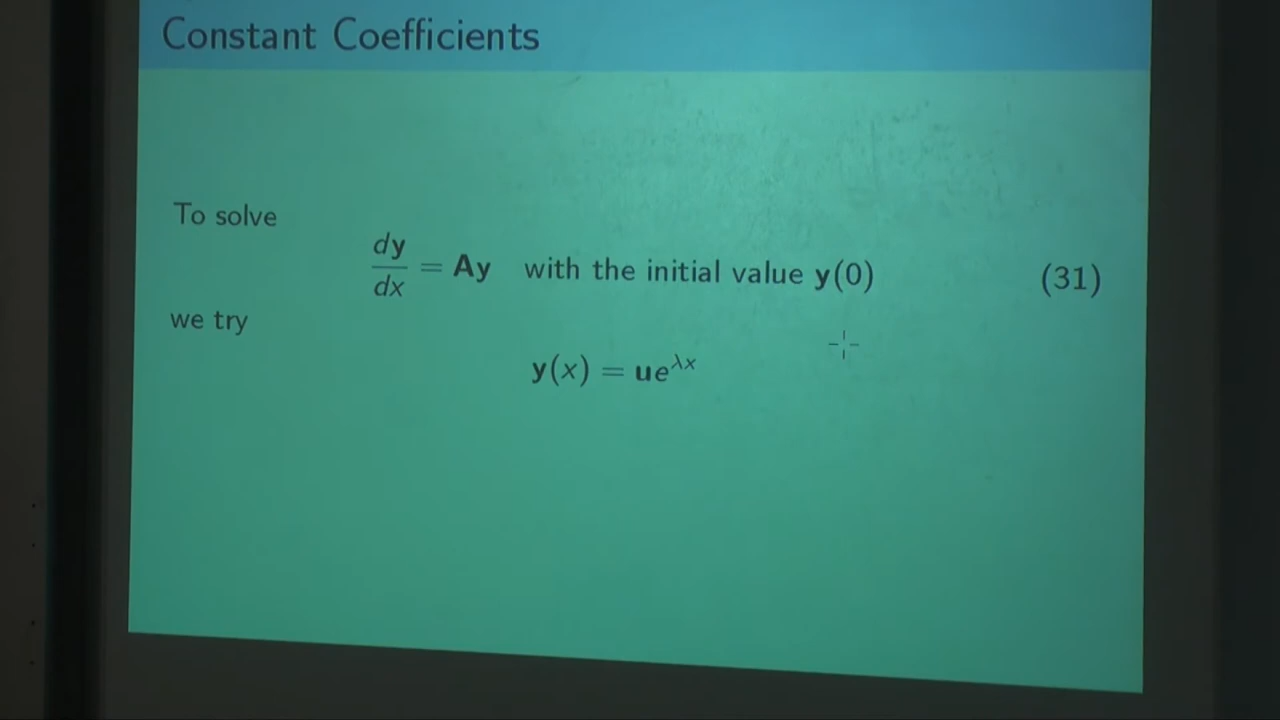 Constant Coefficients
To solve
dy/dx = Ay with the initial value y(0) (31)
we try
y(x) = ue^{λx}